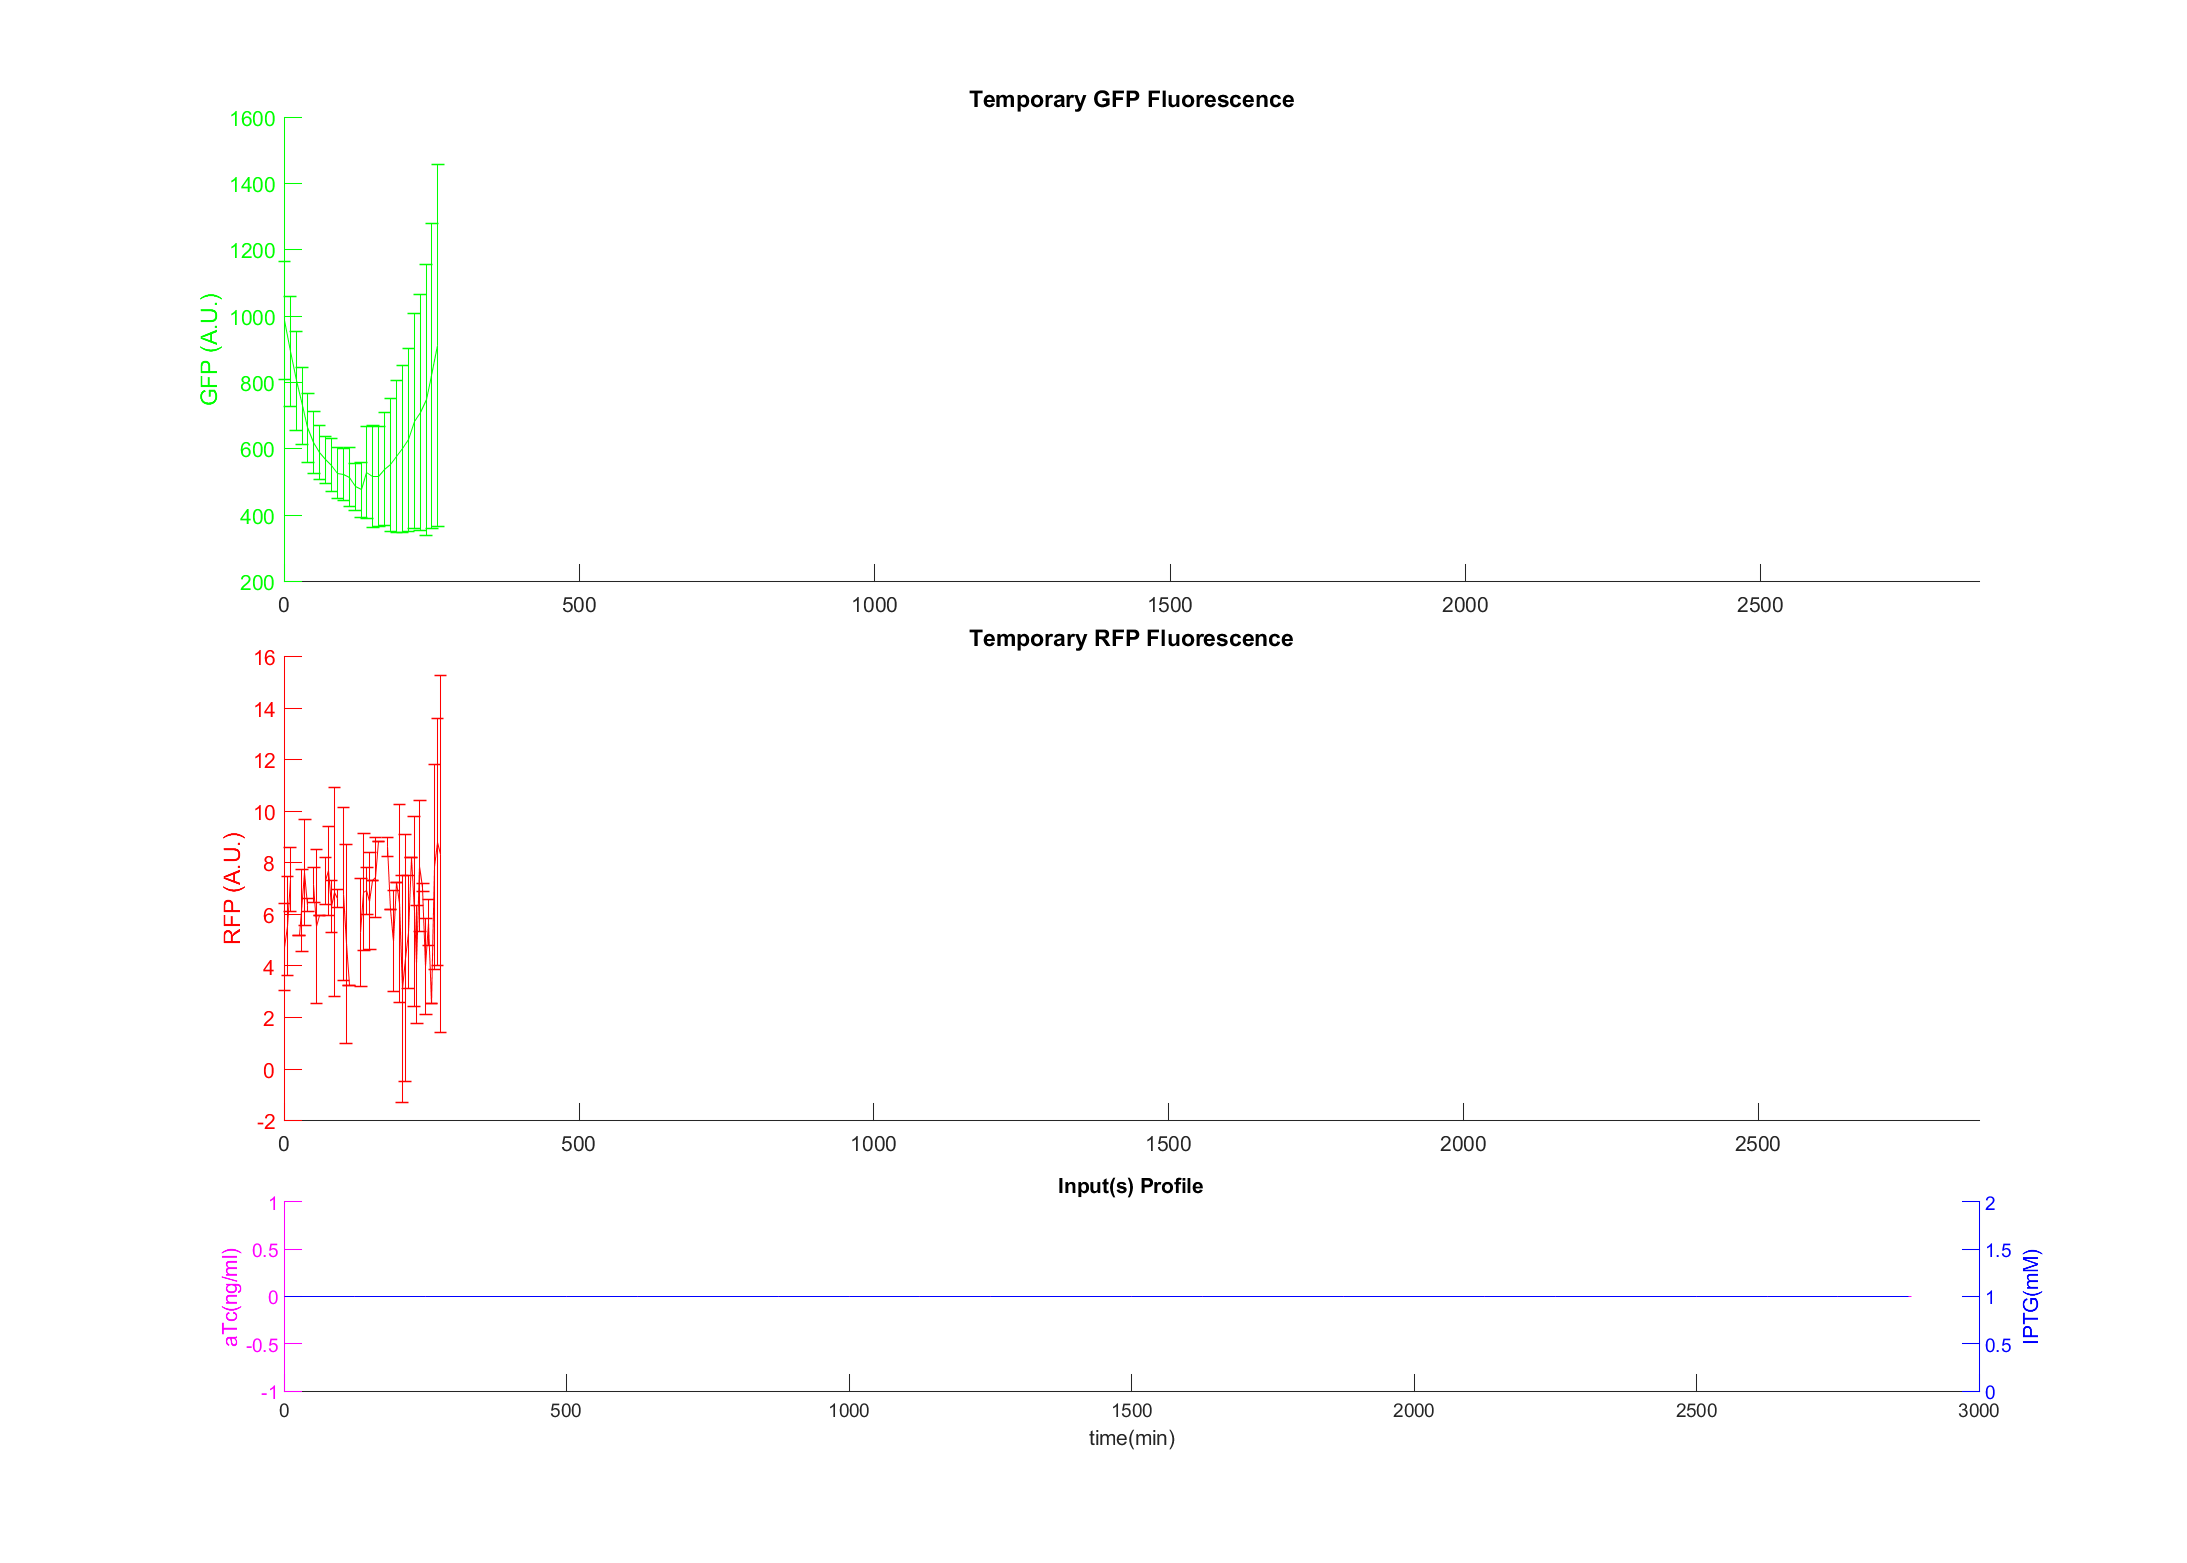 Temporary GFP Fluorescence
1600
1400
1200
1000
800
600
400
200
GFP (A.U.)
0 500 1000 1500 2000 2500
Temporary RFP Fluorescence
16
14
12
10
8
6
4
2
0
-2
RFP (A.U.)
0 500 1000 1500 2000 2500
Input(s) Profile
1 2
0.5 1.5
0 1
-0.5 0.5
-1 0
aTc(ng/ml)
IPTG(mM)
0 500 1000 1500 2000 2500 3000
time(min)